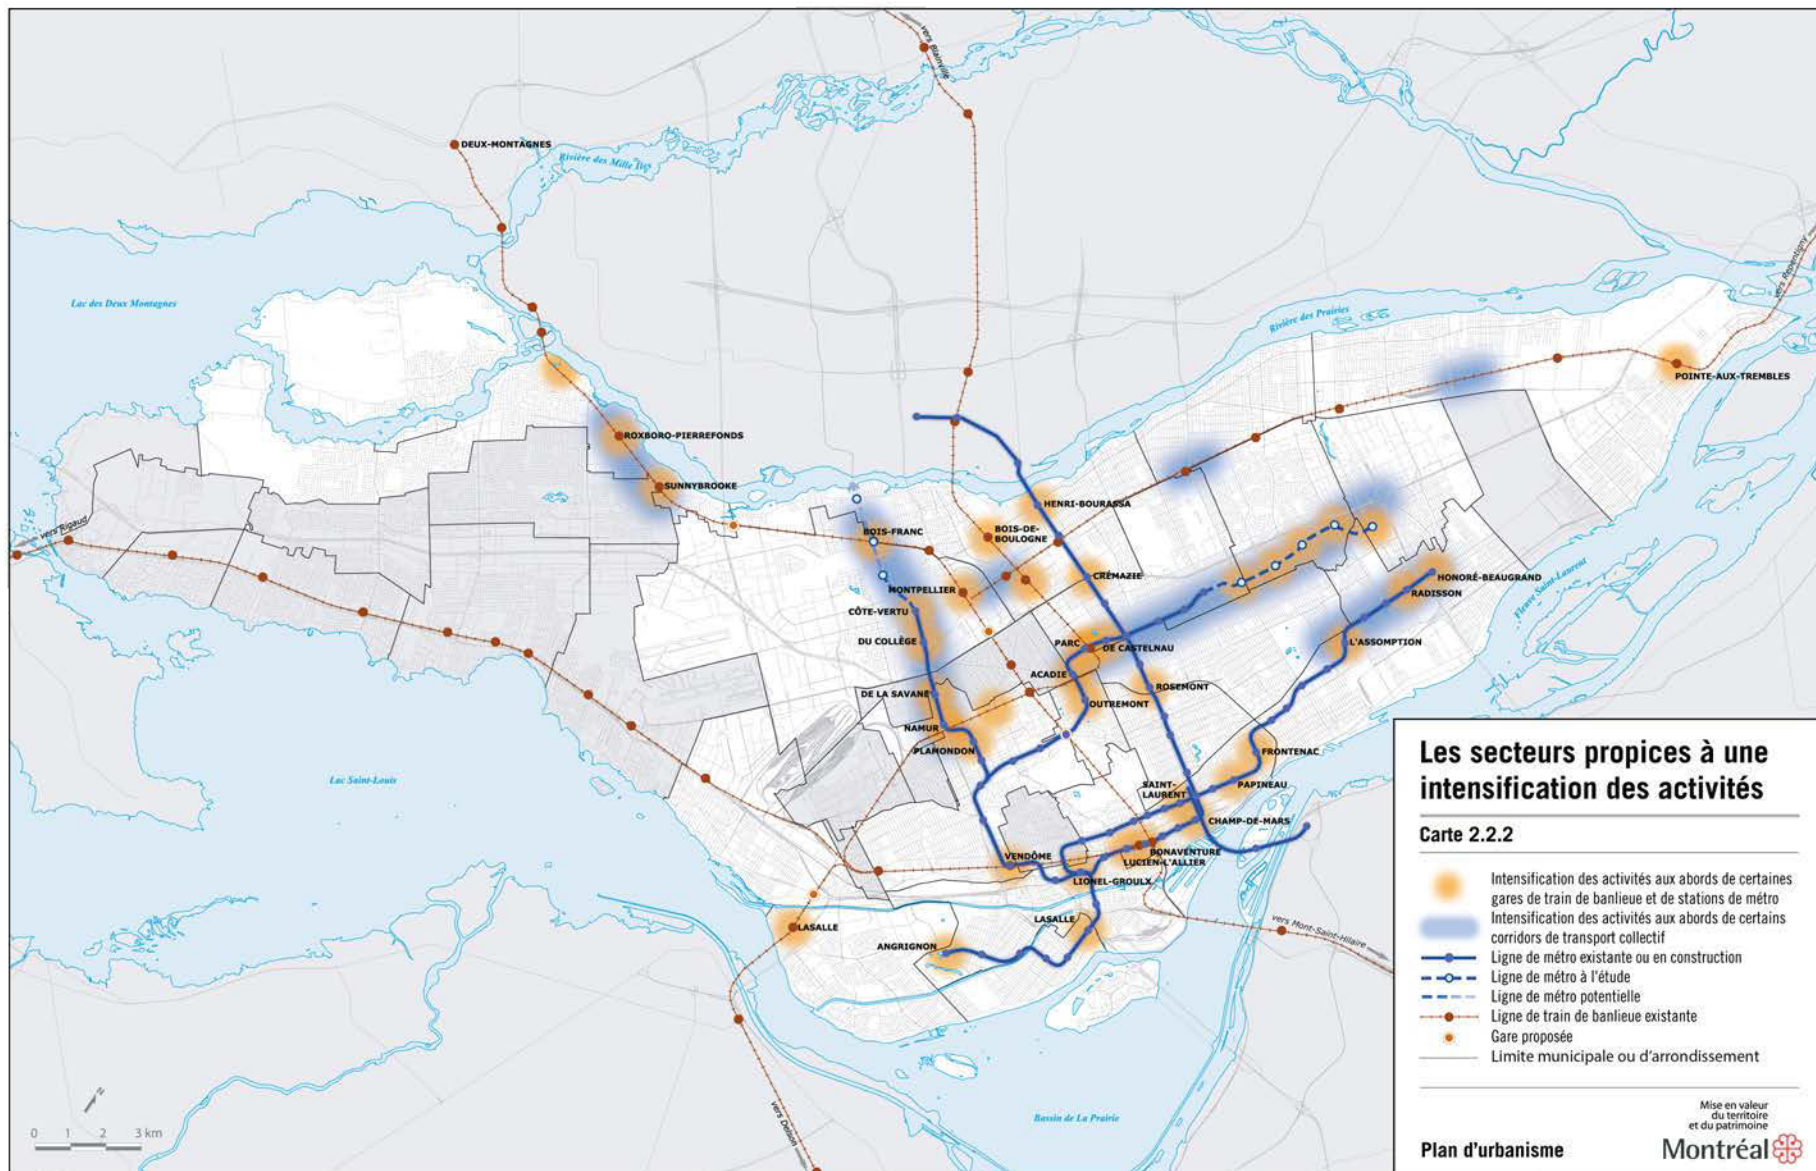 vers Blainville
DEUX-MONTAGNES
Rivière des Mille Îles
Lac des Deux Montagnes
vers Repentigny
Rivière des Prairies
POINTE-AUX-TREMBLES
ROXBORO-PIERREFONDS
SUNNYBROOKE
HENRI-BOURASSA
vers Rigaud
BOIS-FRANC
BOIS-DE-
BOULOGNE
CRÉMAZIE
HONORÉ-BEAUGRAND
MONTPELLIER
RADISSON
Fleuve Saint-Laurent
CÔTE-VERTU
DU COLLÈGE
PARC
DE CASTELNAU
L'ASSOMPTION
ACADIE
DE LA SAVANE
ROSEMONT
OUTREMONT
NAMUR
PLAMONDON
FRONTENAC
Lac Saint-Louis
SAINT-
LAURENT
PAPINEAU
CHAMP-DE-MARS
VENDÔME
BONAVENTURE
LUCIEN-L'ALLIER
LIONEL-GROULX
LASALLE
LASALLE
ANGRIGNON
vers Mont-Saint-Hilaire
vers Delson
Bassin de La Prairie
N
0 1 2 3 km
Les secteurs propices à une
intensification des activités
Carte 2.2.2
Intensification des activités aux abords de certaines
gares de train de banlieue et de stations de métro
Intensification des activités aux abords de certains
corridors de transport collectif
Ligne de métro existante ou en construction
Ligne de métro à l'étude
Ligne de métro potentielle
Ligne de train de banlieue existante
Gare proposée
Limite municipale ou d'arrondissement
Mise en valeur
du territoire
et du patrimoine
Plan d'urbanisme
Montréal